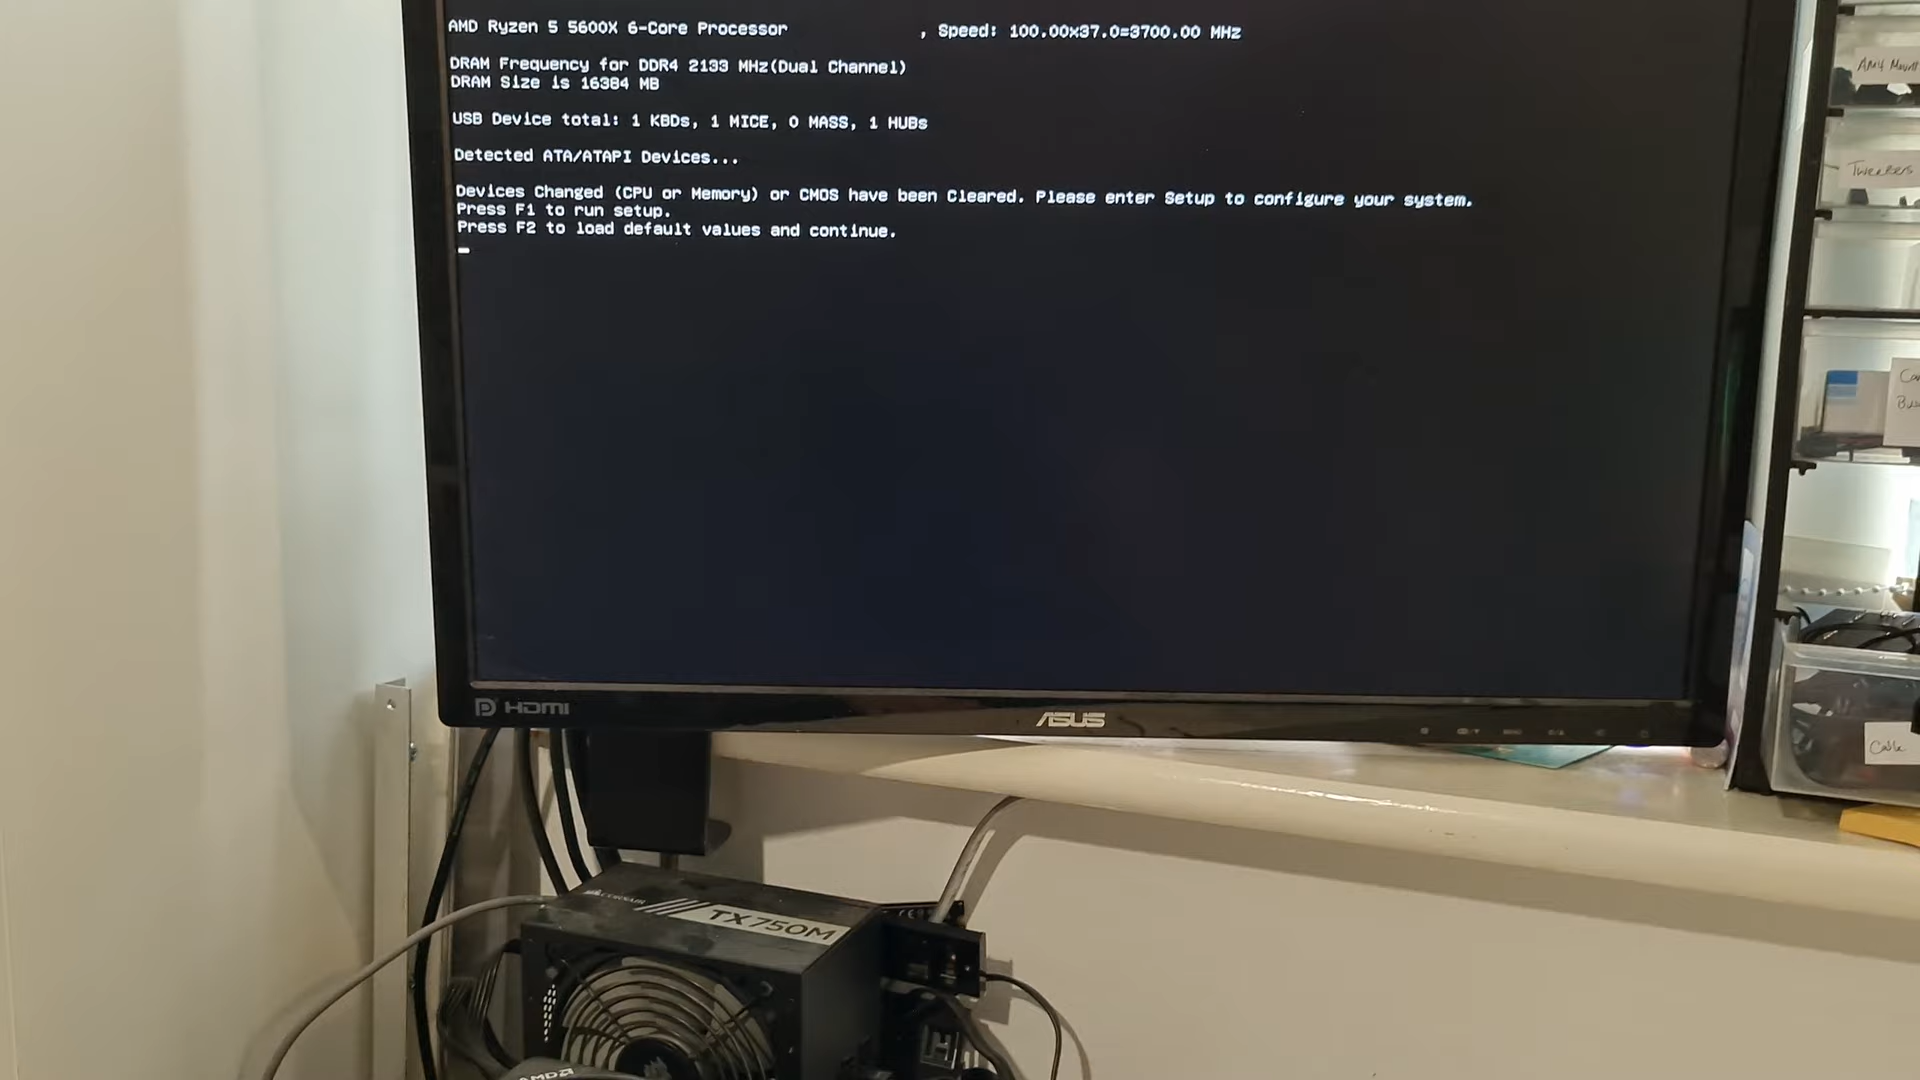 AMD Ryzen 5 5600X 6-Core Processor , Speed: 100.00x37.0=3700.00 MHz
DRAM Frequency for DDR4 2133 MHz(Dual Channel)
DRAM Size is 16384 MB
USB Device total: 1 KBDs, 1 MICE, 0 MASS, 1 HUBs
Detected ATA/ATAPI Devices...
Devices Changed (CPU or Memory) or CMOS have been Cleared. Please enter Setup to configure your system.
Press F1 to run setup.
Press F2 to load default values and continue.
AM4 Mount
Tweezers
HDMI
ASUS
Cable
CORSAIR
TX750M
AMD